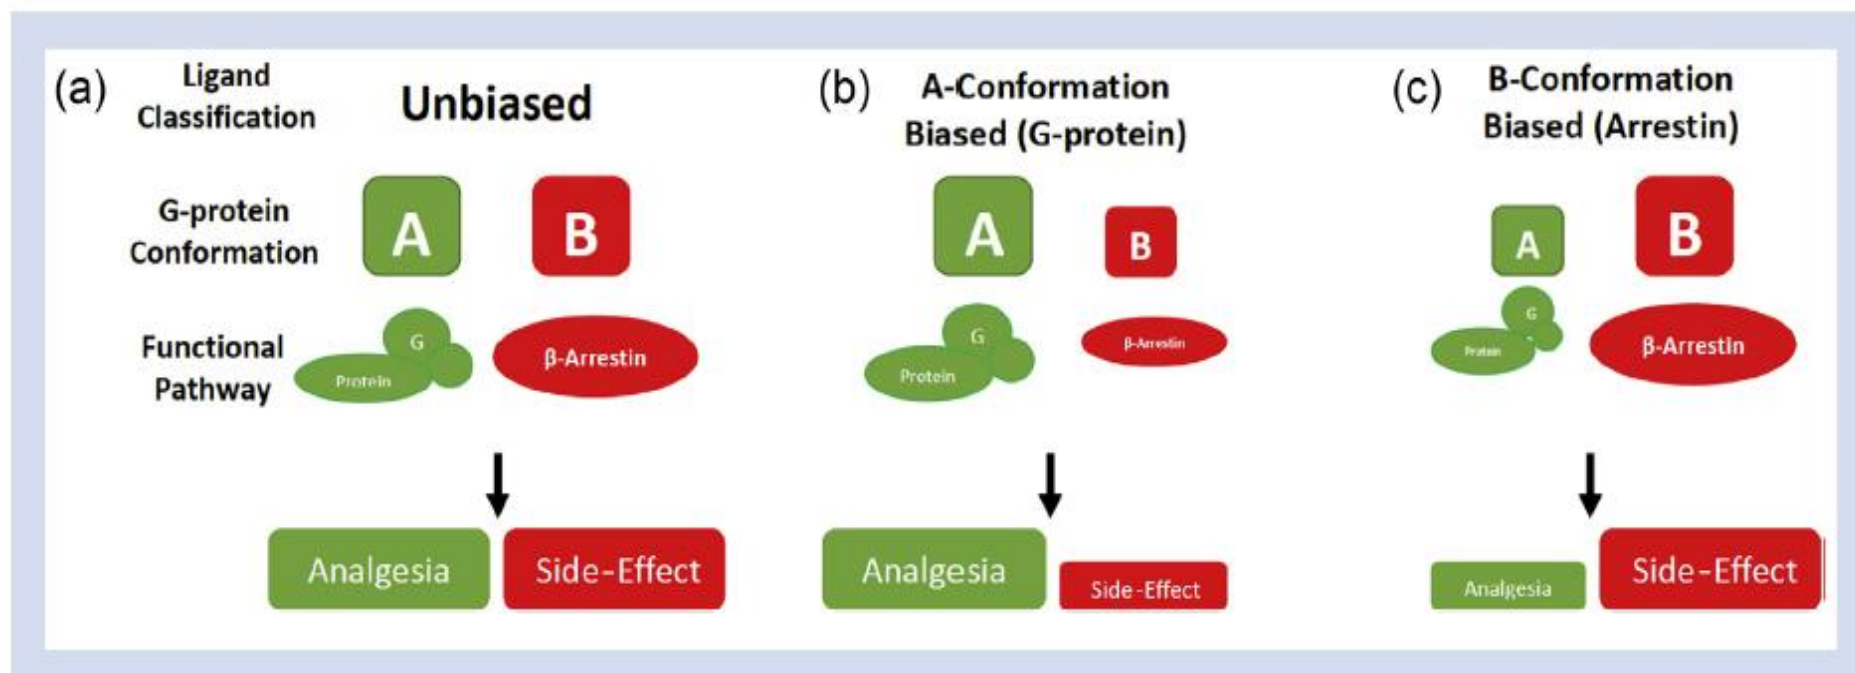 (a)
Ligand
Classification
Unbiased
G-protein
Conformation
A
B
Functional
Pathway
G
Protein
β-Arrestin
Analgesia
Side-Effect
(b)
A-Conformation
Biased (G-protein)
A
B
G
Protein
β-Arrestin
Analgesia
Side-Effect
(c)
B-Conformation
Biased (Arrestin)
A
B
G
Protein
β-Arrestin
Analgesia
Side-Effect